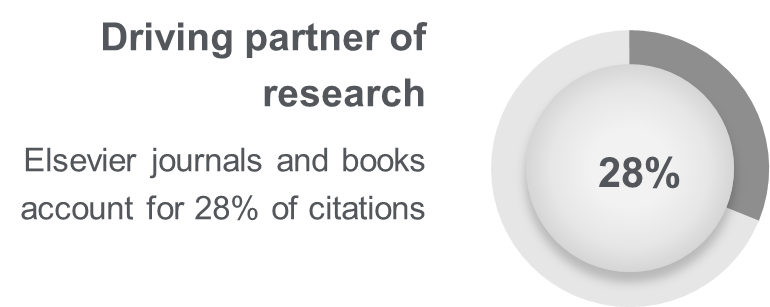 Driving partner of
research
Elsevier journals and books
account for 28% of citations
28%